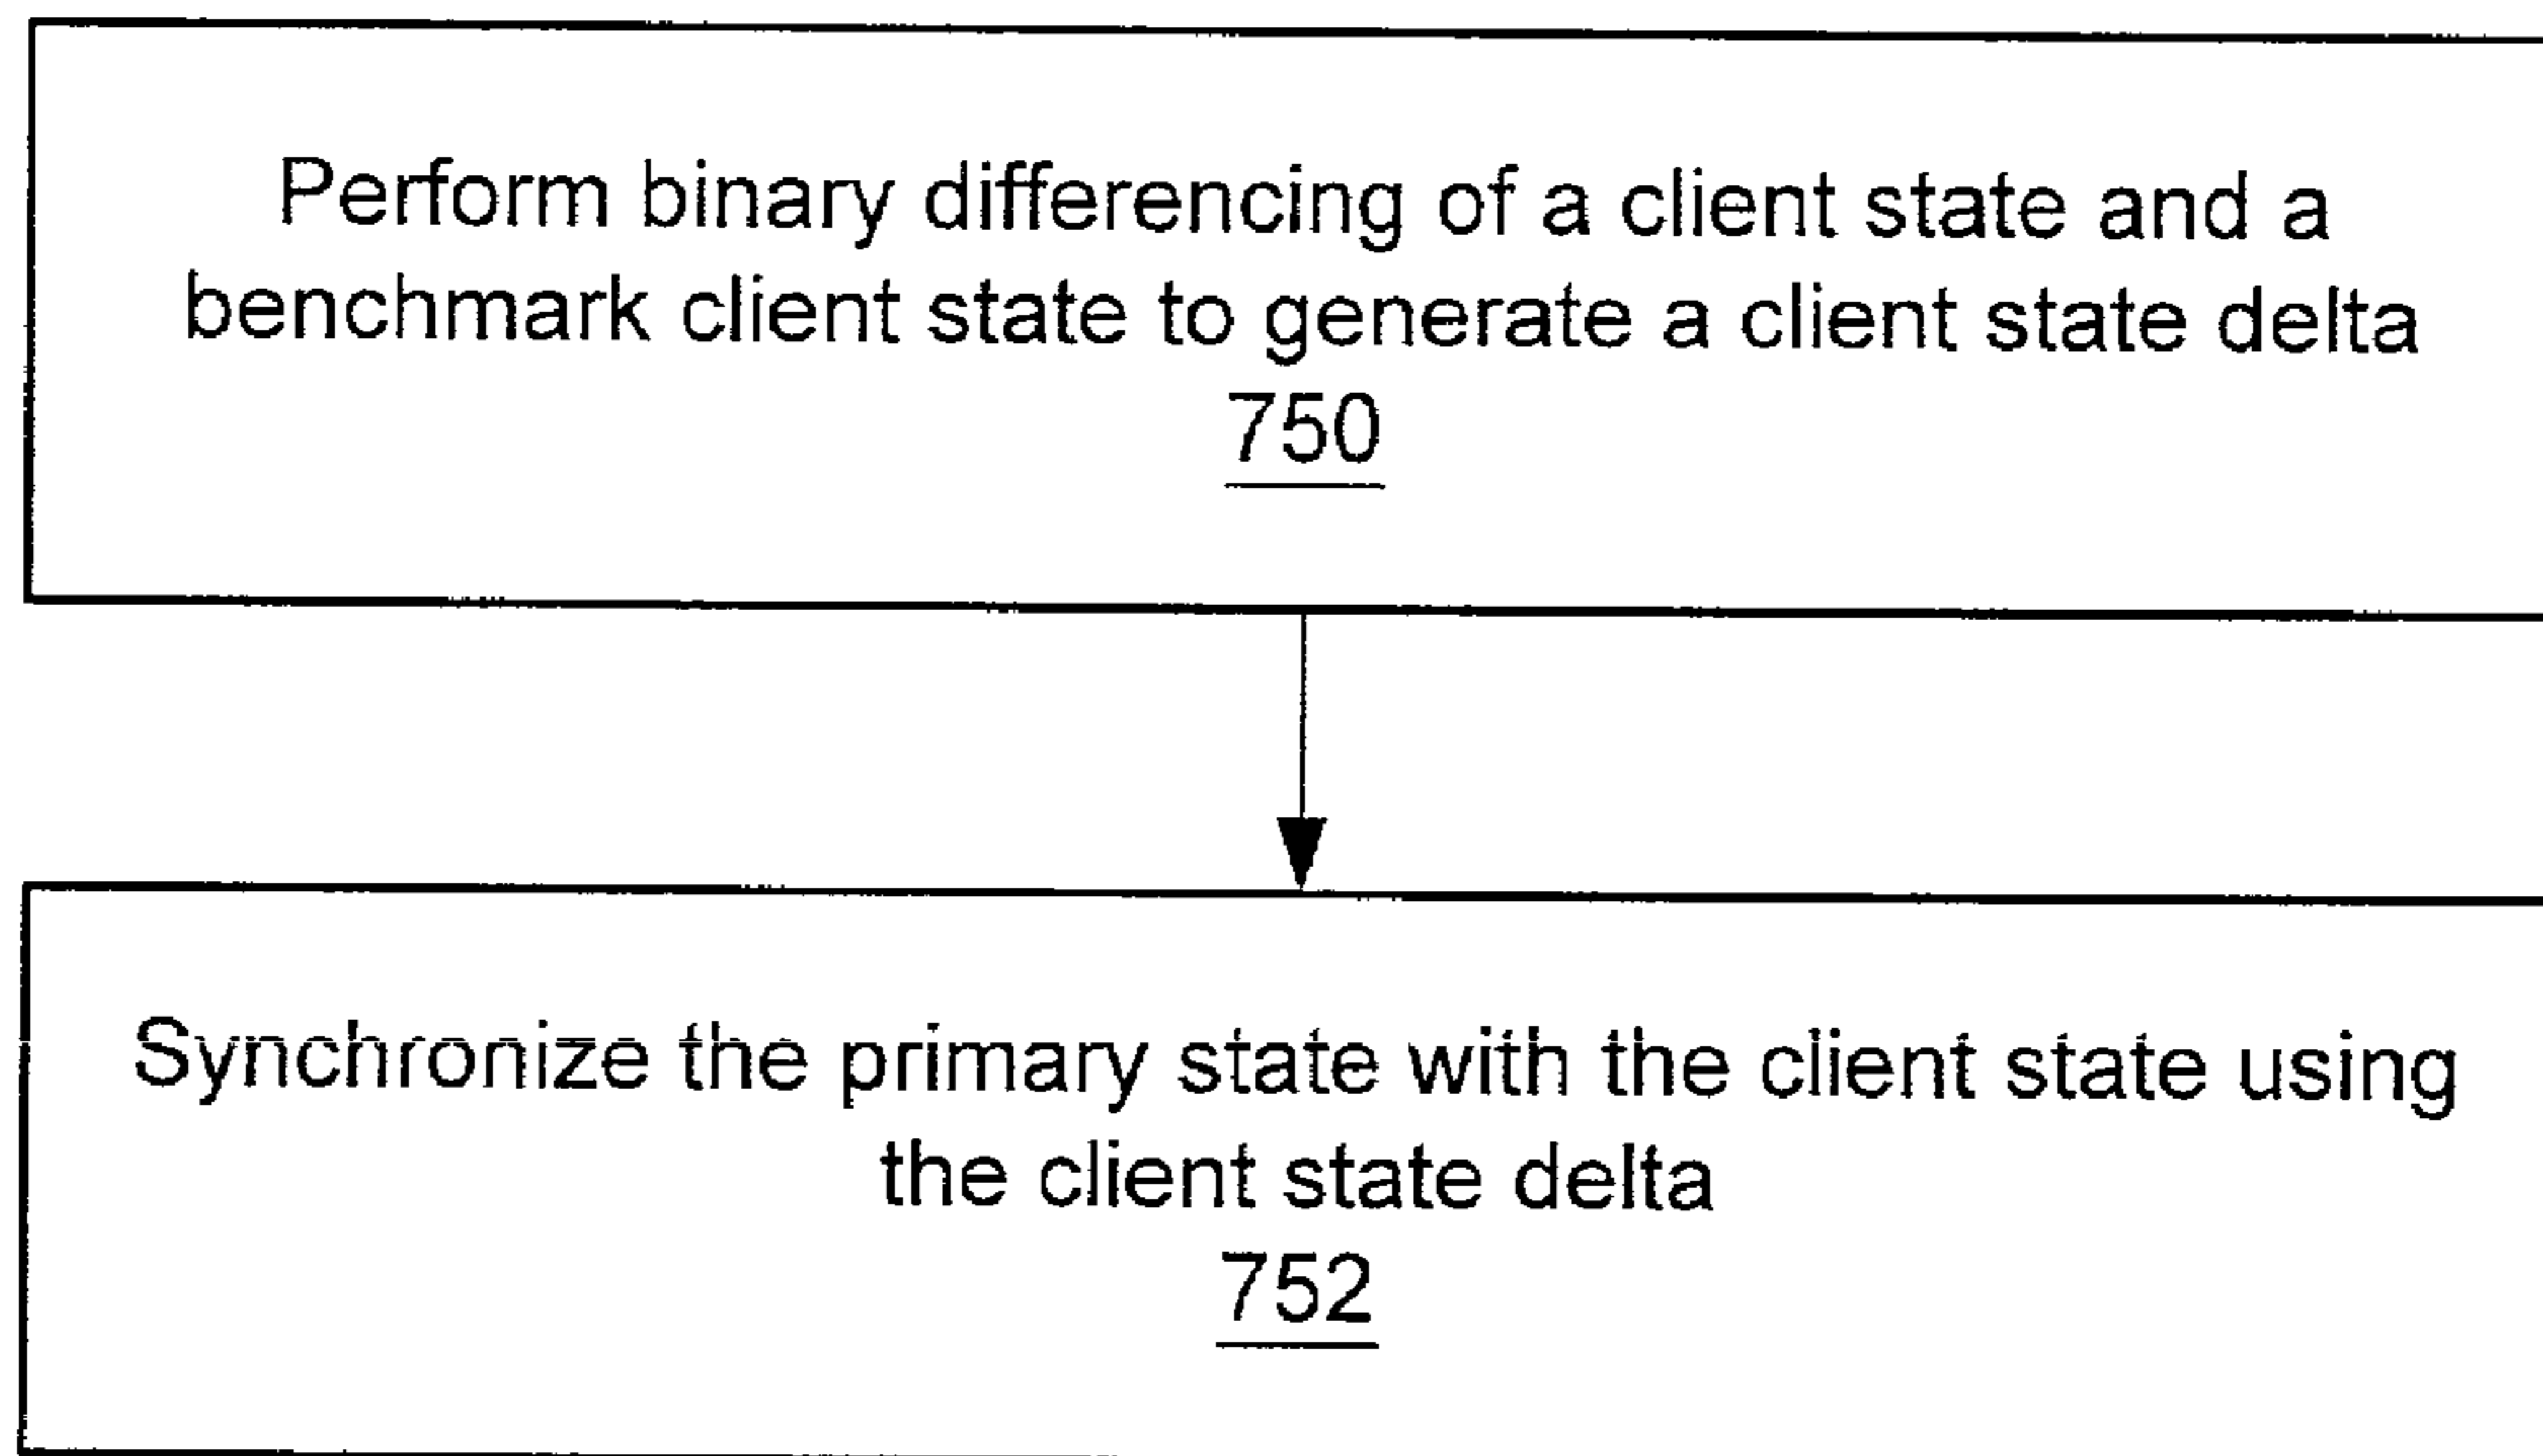 Perform binary differencing of a client state and a
benchmark client state to generate a client state delta
750
Synchronize the primary state with the client state using
the client state delta
752